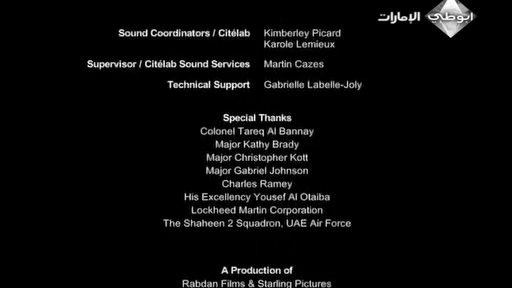 ابوظبي الإمارات
Sound Coordinators / Citélab Kimberley Picard
Karole Lemieux
Supervisor / Citélab Sound Services Martin Cazes
Technical Support Gabrielle Labelle-Joly
Special Thanks
Colonel Tareq Al Bannay
Major Kathy Brady
Major Christopher Kott
Major Gabriel Johnson
Charles Ramey
His Excellency Yousef Al Otaiba
Lockheed Martin Corporation
The Shaheen 2 Squadron, UAE Air Force
A Production of
Rabdan Films & Starling Pictures